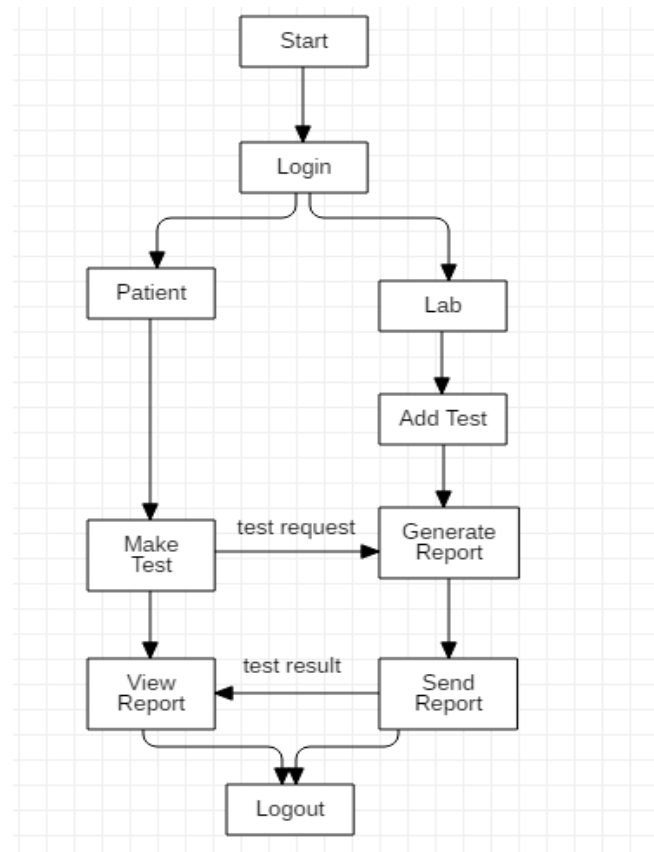 Start
Login
Patient
Lab
Add Test
Make
Test
test request
Generate
Report
View
Report
test result
Send
Report
Logout